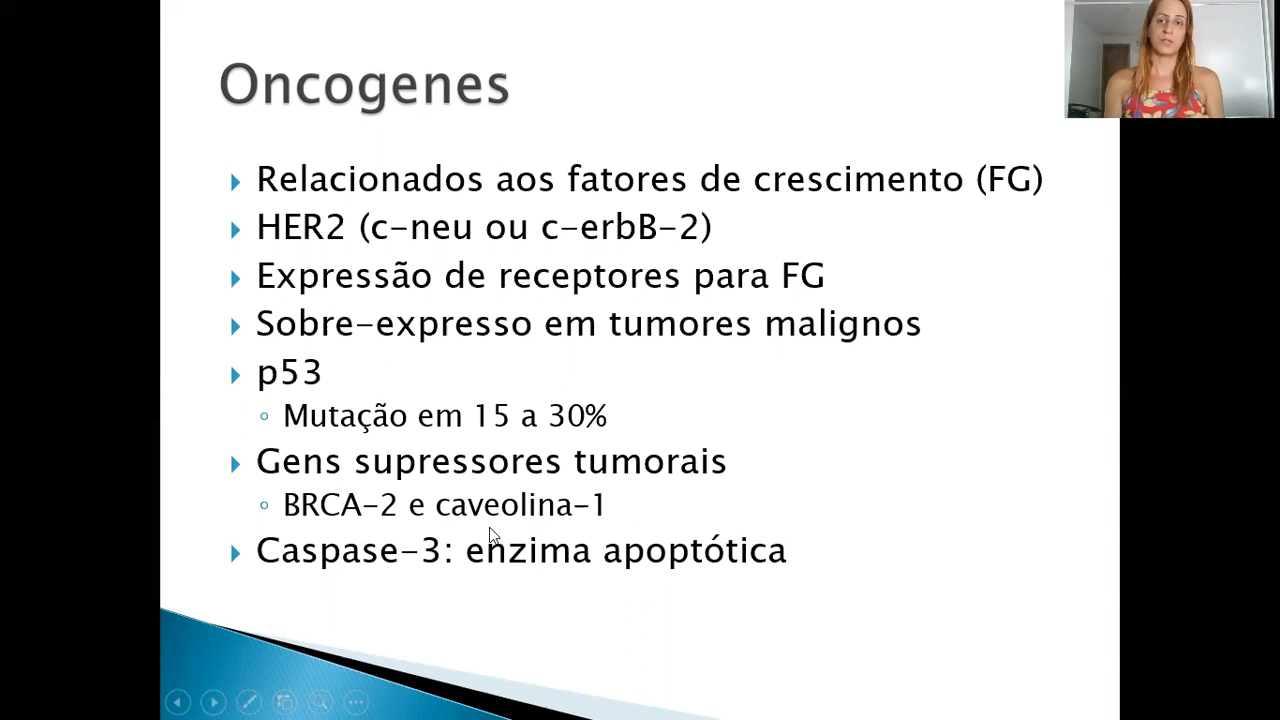 Oncogenes
Relacionados aos fatores de crescimento (FG)
HER2 (c-neu ou c-erbB-2)
Expressão de receptores para FG
Sobre-expresso em tumores malignos
p53
Mutação em 15 a 30%
Gens supressores tumorais
BRCA-2 e caveolina-1
Caspase-3: enzima apoptótica